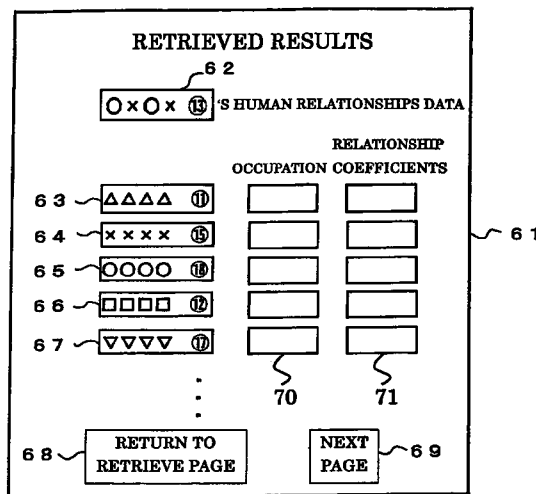 RETRIEVED RESULTS
62
○×○× ⑬ 'S HUMAN RELATIONSHIPS DATA
RELATIONSHIP
OCCUPATION COEFFICIENTS
63 △△△△ ⑪
64 ×××× ⑮ 61
65 ○○○○ ⑱
66 □□□□ ⑫
67 ▽▽▽▽ ⑰
70 71
68 RETURN TO RETRIEVE PAGE
NEXT PAGE 69